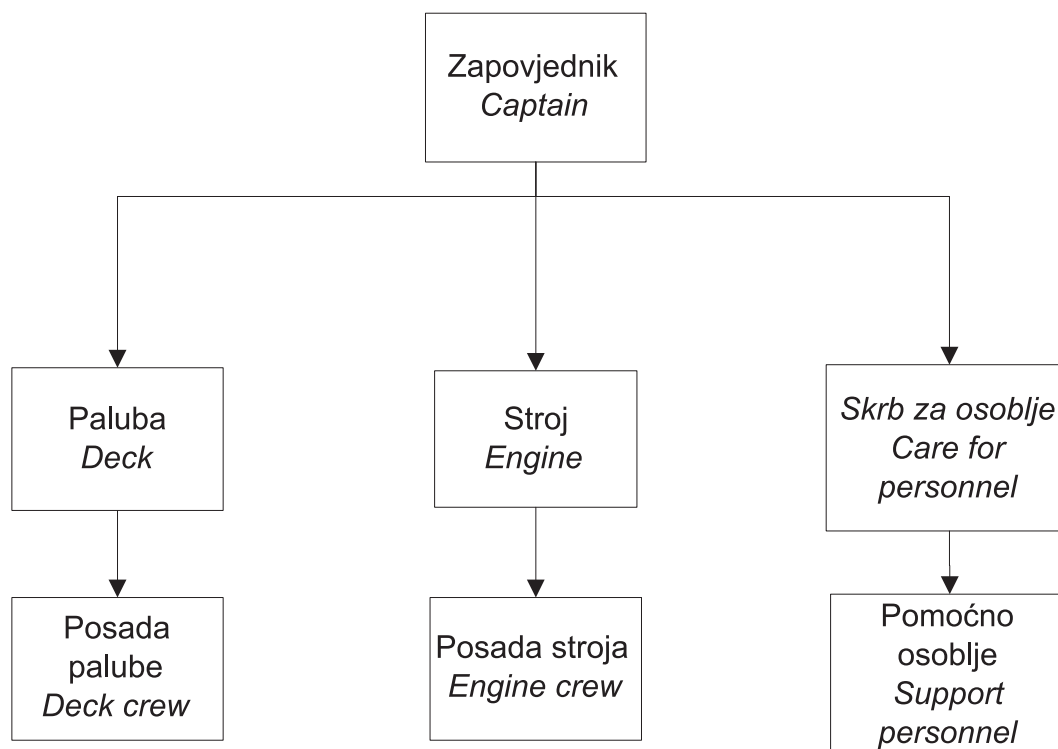 Zapovjednik
Captain
Paluba
Deck
Stroj
Engine
Skrb za osoblje
Care for
personnel
Posada
palube
Deck crew
Posada stroja
Engine crew
Pomoćno
osoblje
Support
personnel